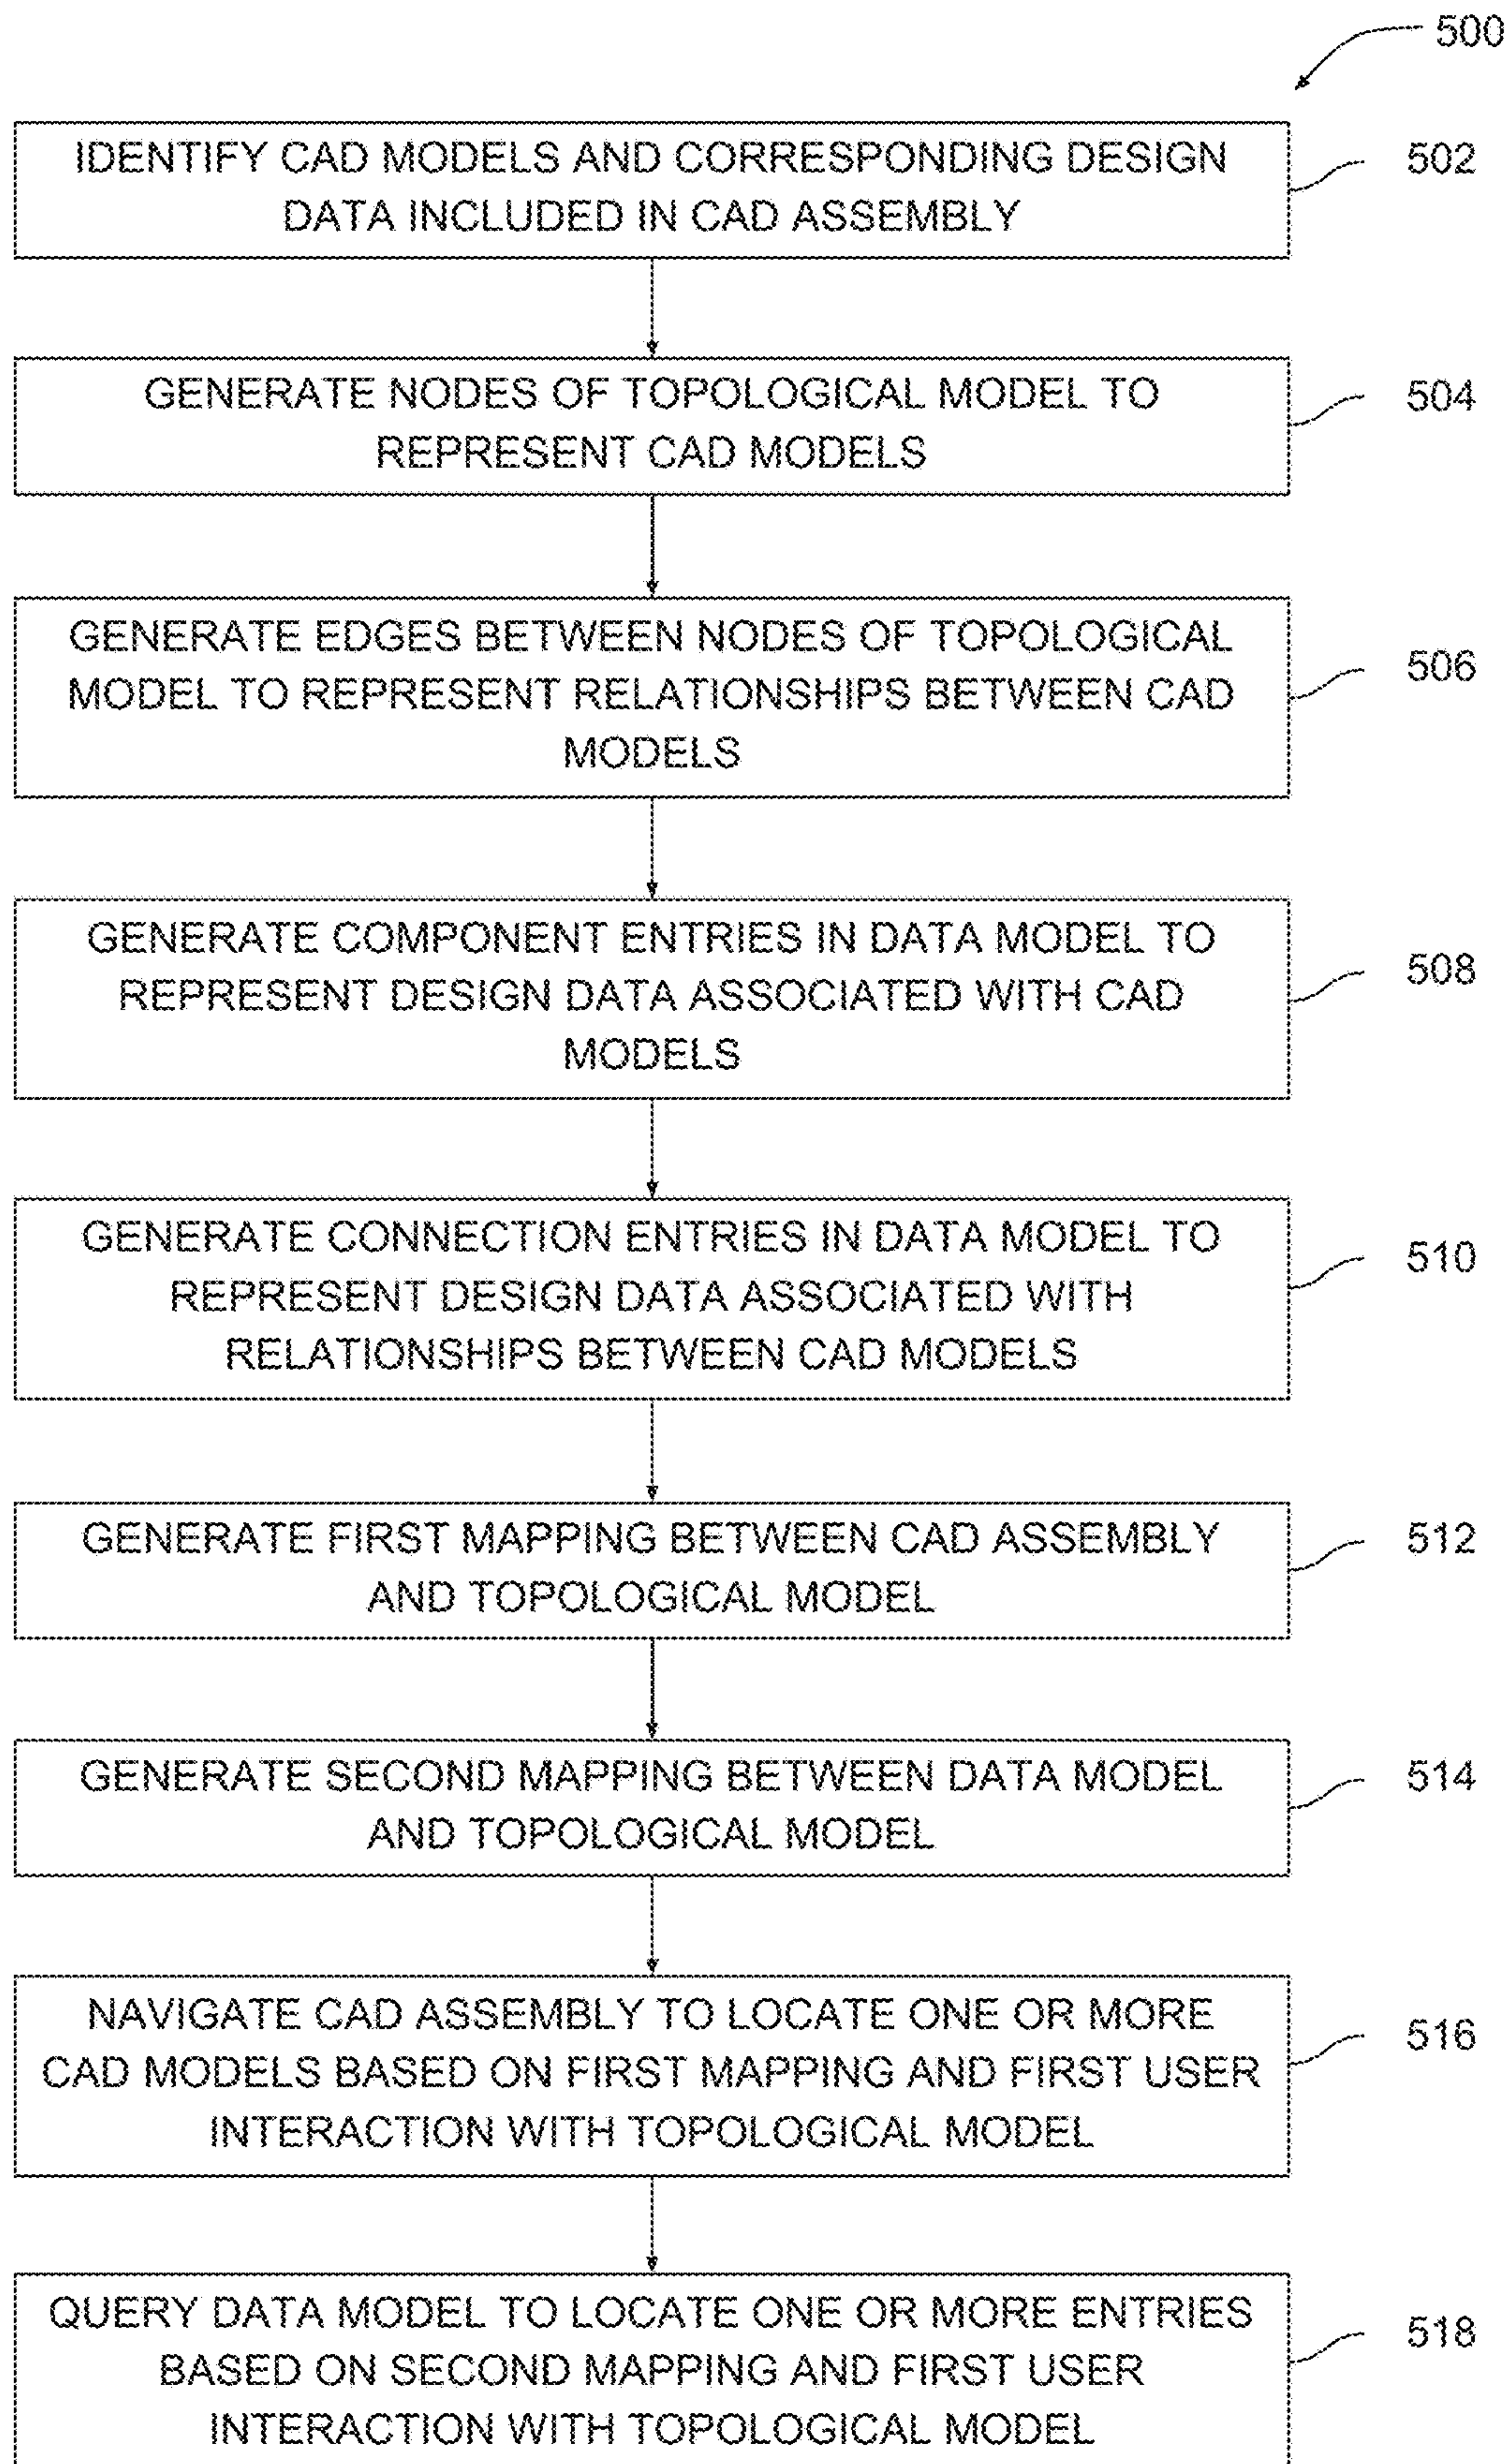 500
IDENTIFY CAD MODELS AND CORRESPONDING DESIGN
DATA INCLUDED IN CAD ASSEMBLY
502
GENERATE NODES OF TOPOLOGICAL MODEL TO
REPRESENT CAD MODELS
504
GENERATE EDGES BETWEEN NODES OF TOPOLOGICAL
MODEL TO REPRESENT RELATIONSHIPS BETWEEN CAD
MODELS
506
GENERATE COMPONENT ENTRIES IN DATA MODEL TO
REPRESENT DESIGN DATA ASSOCIATED WITH CAD
MODELS
508
GENERATE CONNECTION ENTRIES IN DATA MODEL TO
REPRESENT DESIGN DATA ASSOCIATED WITH
RELATIONSHIPS BETWEEN CAD MODELS
510
GENERATE FIRST MAPPING BETWEEN CAD ASSEMBLY
AND TOPOLOGICAL MODEL
512
GENERATE SECOND MAPPING BETWEEN DATA MODEL
AND TOPOLOGICAL MODEL
514
NAVIGATE CAD ASSEMBLY TO LOCATE ONE OR MORE
CAD MODELS BASED ON FIRST MAPPING AND FIRST USER
INTERACTION WITH TOPOLOGICAL MODEL
516
QUERY DATA MODEL TO LOCATE ONE OR MORE ENTRIES
BASED ON SECOND MAPPING AND FIRST USER
INTERACTION WITH TOPOLOGICAL MODEL
518